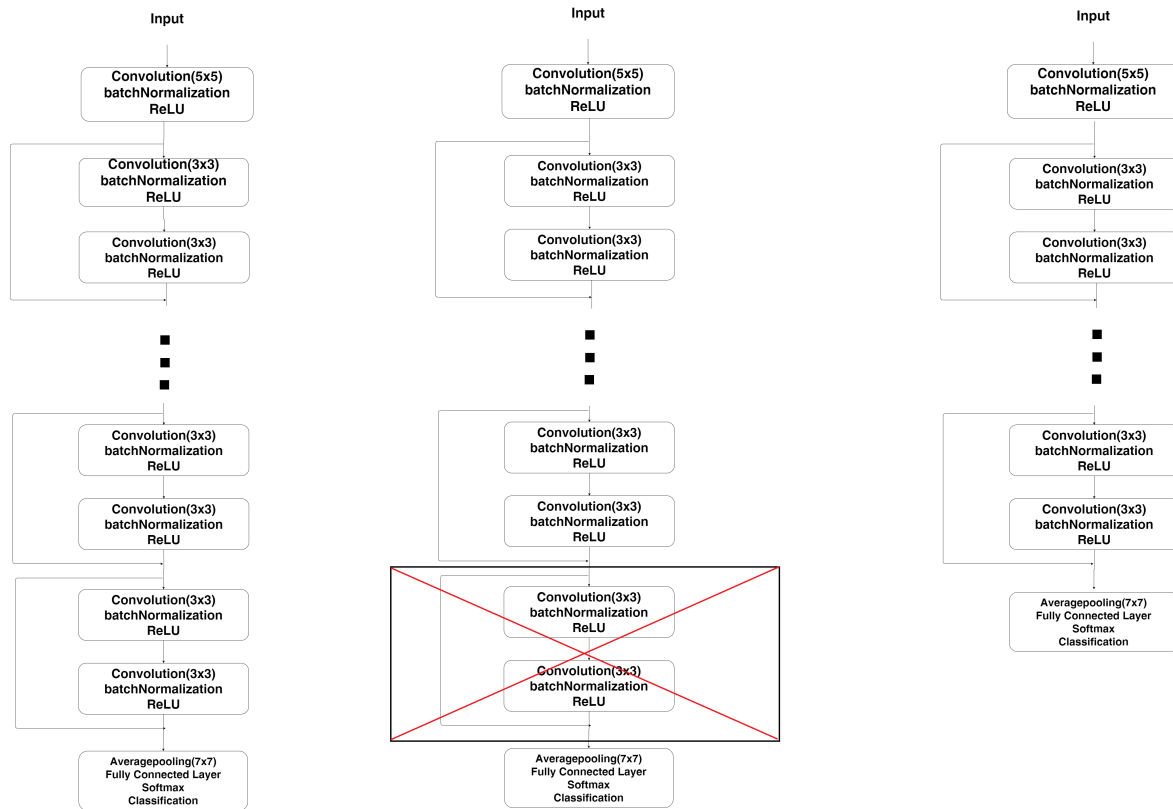 Input
Convolution(5x5)
batchNormalization
ReLU
Convolution(3x3)
batchNormalization
ReLU
Convolution(3x3)
batchNormalization
ReLU
Convolution(3x3)
batchNormalization
ReLU
Convolution(3x3)
batchNormalization
ReLU
Convolution(3x3)
batchNormalization
ReLU
Convolution(3x3)
batchNormalization
ReLU
Averagepooling(7x7)
Fully Connected Layer
Softmax
Classification
Input
Convolution(5x5)
batchNormalization
ReLU
Convolution(3x3)
batchNormalization
ReLU
Convolution(3x3)
batchNormalization
ReLU
Convolution(3x3)
batchNormalization
ReLU
Convolution(3x3)
batchNormalization
ReLU
Convolution(3x3)
batchNormalization
ReLU
Convolution(3x3)
batchNormalization
ReLU
Averagepooling(7x7)
Fully Connected Layer
Softmax
Classification
Input
Convolution(5x5)
batchNormalization
ReLU
Convolution(3x3)
batchNormalization
ReLU
Convolution(3x3)
batchNormalization
ReLU
Convolution(3x3)
batchNormalization
ReLU
Convolution(3x3)
batchNormalization
ReLU
Averagepooling(7x7)
Fully Connected Layer
Softmax
Classification